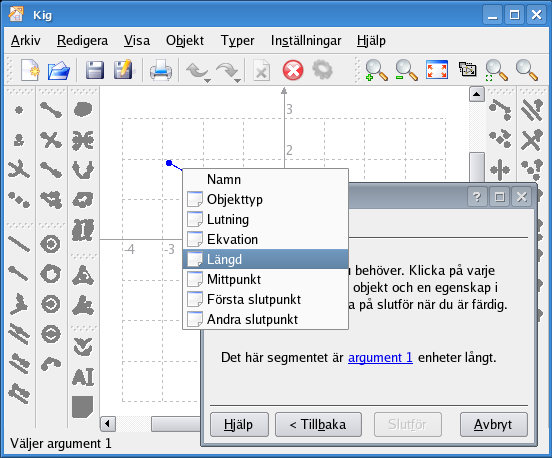 Kig
Arkiv Redigera Visa Objekt Typer Inställningar Hjälp
3
2
-4 -3
Namn
Objekttyp
Lutning
Ekvation
Längd
Mittpunkt
Första slutpunkt
Andra slutpunkt
behöver. Klicka på varje
objekt och en egenskap i
på slutför när du är färdig.
Det här segmentet är argument 1 enheter långt.
Hjälp < Tillbaka Slutför Avbryt
AI
Väljer argument 1